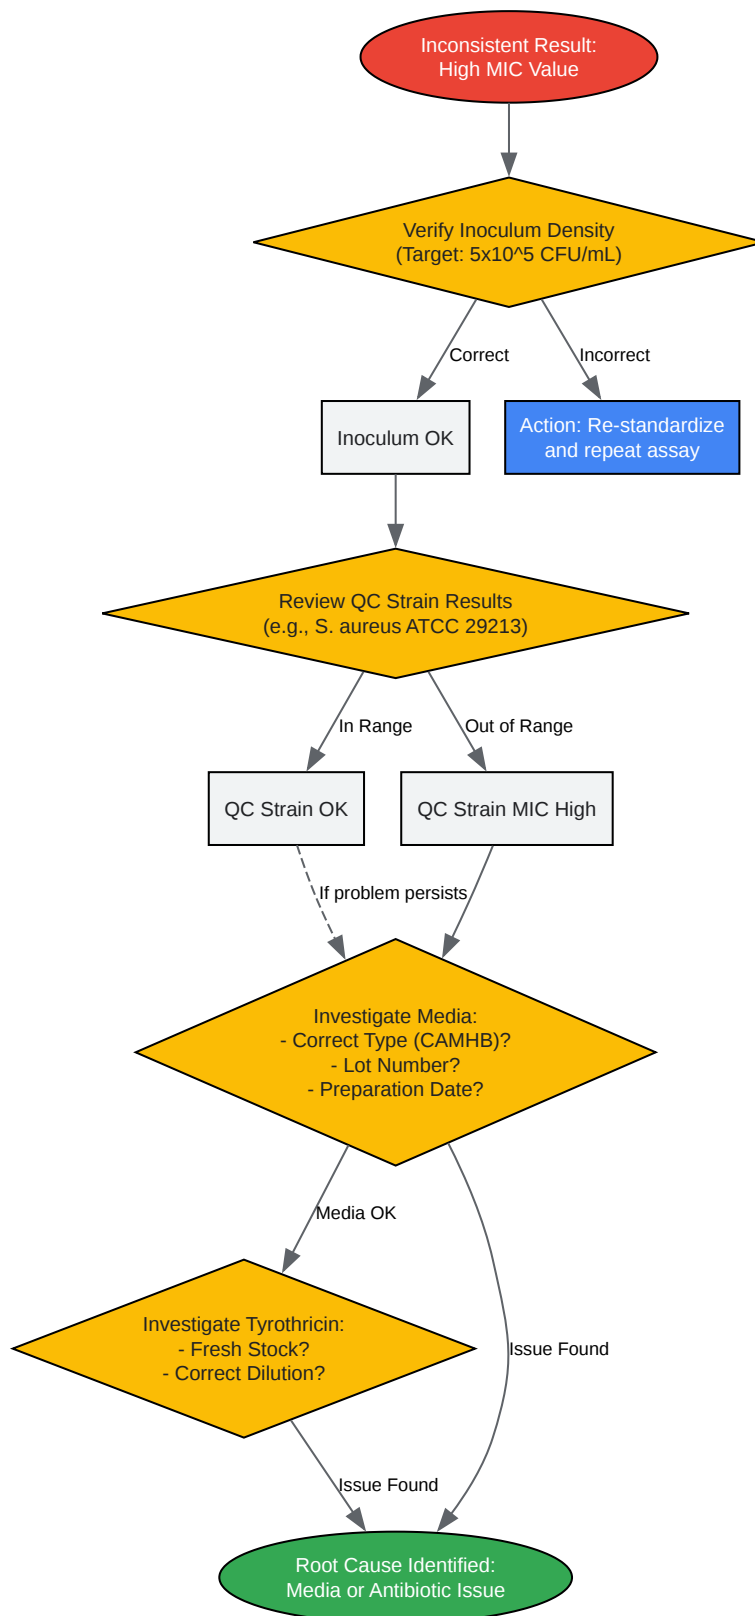 Inconsistent Result:
High MIC Value
Verify Inoculum Density
(Target: 5x10^5 CFU/mL)
Correct
Incorrect
Inoculum OK
Action: Re-standardize
and repeat assay
Review QC Strain Results
(e.g., S. aureus ATCC 29213)
In Range
Out of Range
QC Strain OK
QC Strain MIC High
If problem persists
Investigate Media:
- Correct Type (CAMHB)?
- Lot Number?
- Preparation Date?
Media OK
Investigate Tyrothricin:
- Fresh Stock?
- Correct Dilution?
Issue Found
Issue Found
Root Cause Identified:
Media or Antibiotic Issue